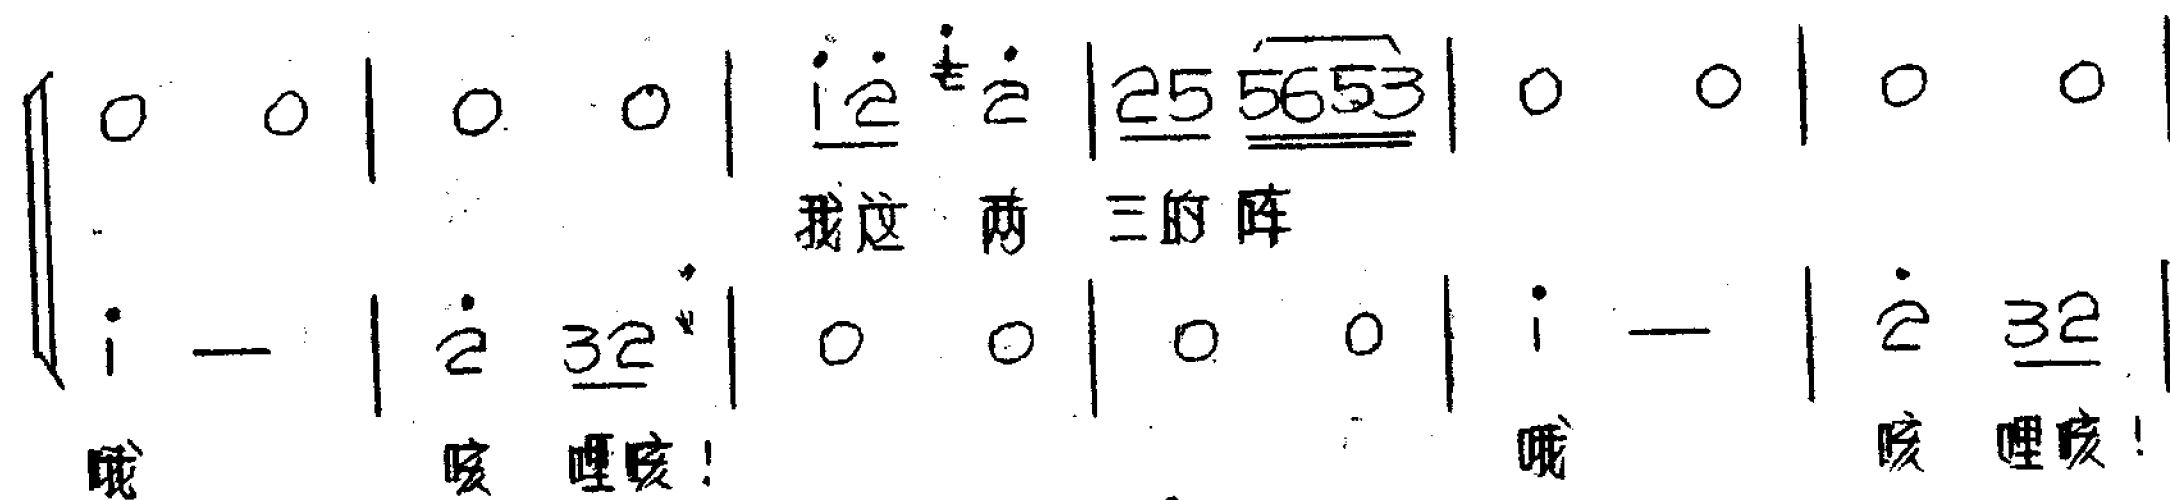 0 0 | 0 0 | i̇ 2̇ i̇ 2̇ | 25 5653 | 0 0 | 0 0 |
我这 两 三的阵
i̇ — | 2̇ 32 | 0 0 | 0 0 | i̇ — | 2̇ 32 |
哦 咳 哩咳! 哦 咳 哩咳!